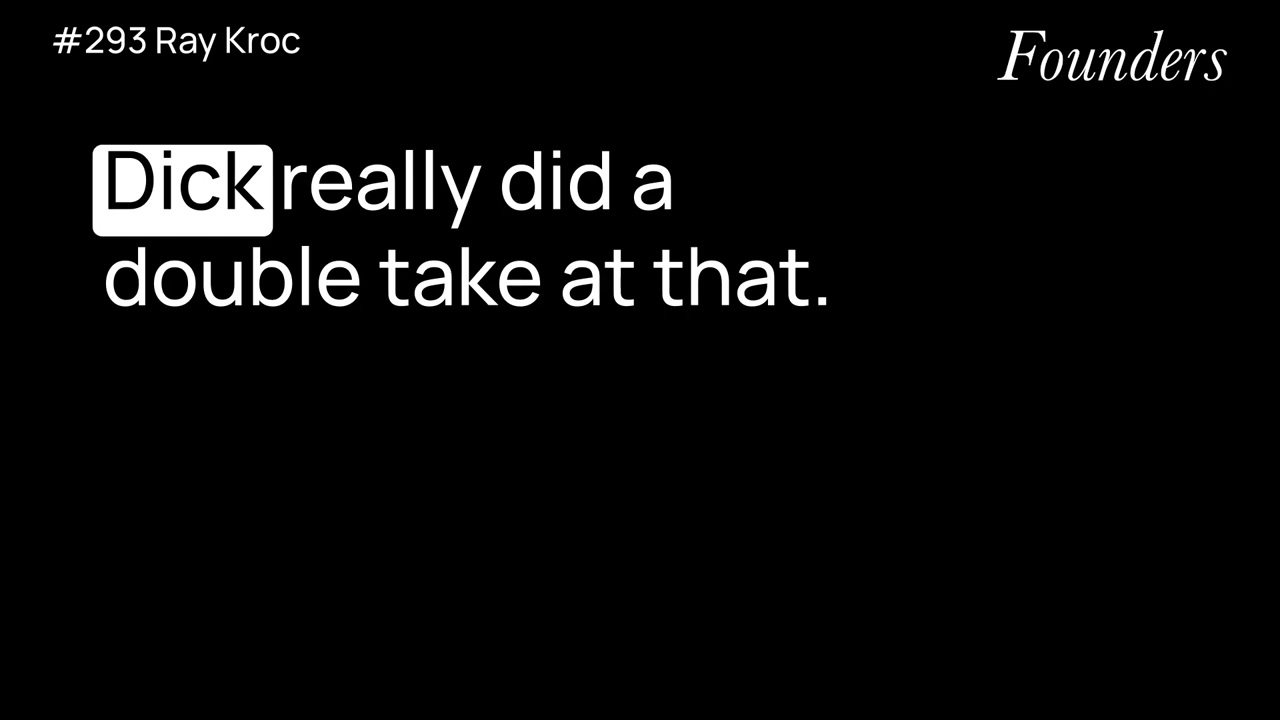 #293 Ray Kroc
Founders
Dick really did a
double take at that.